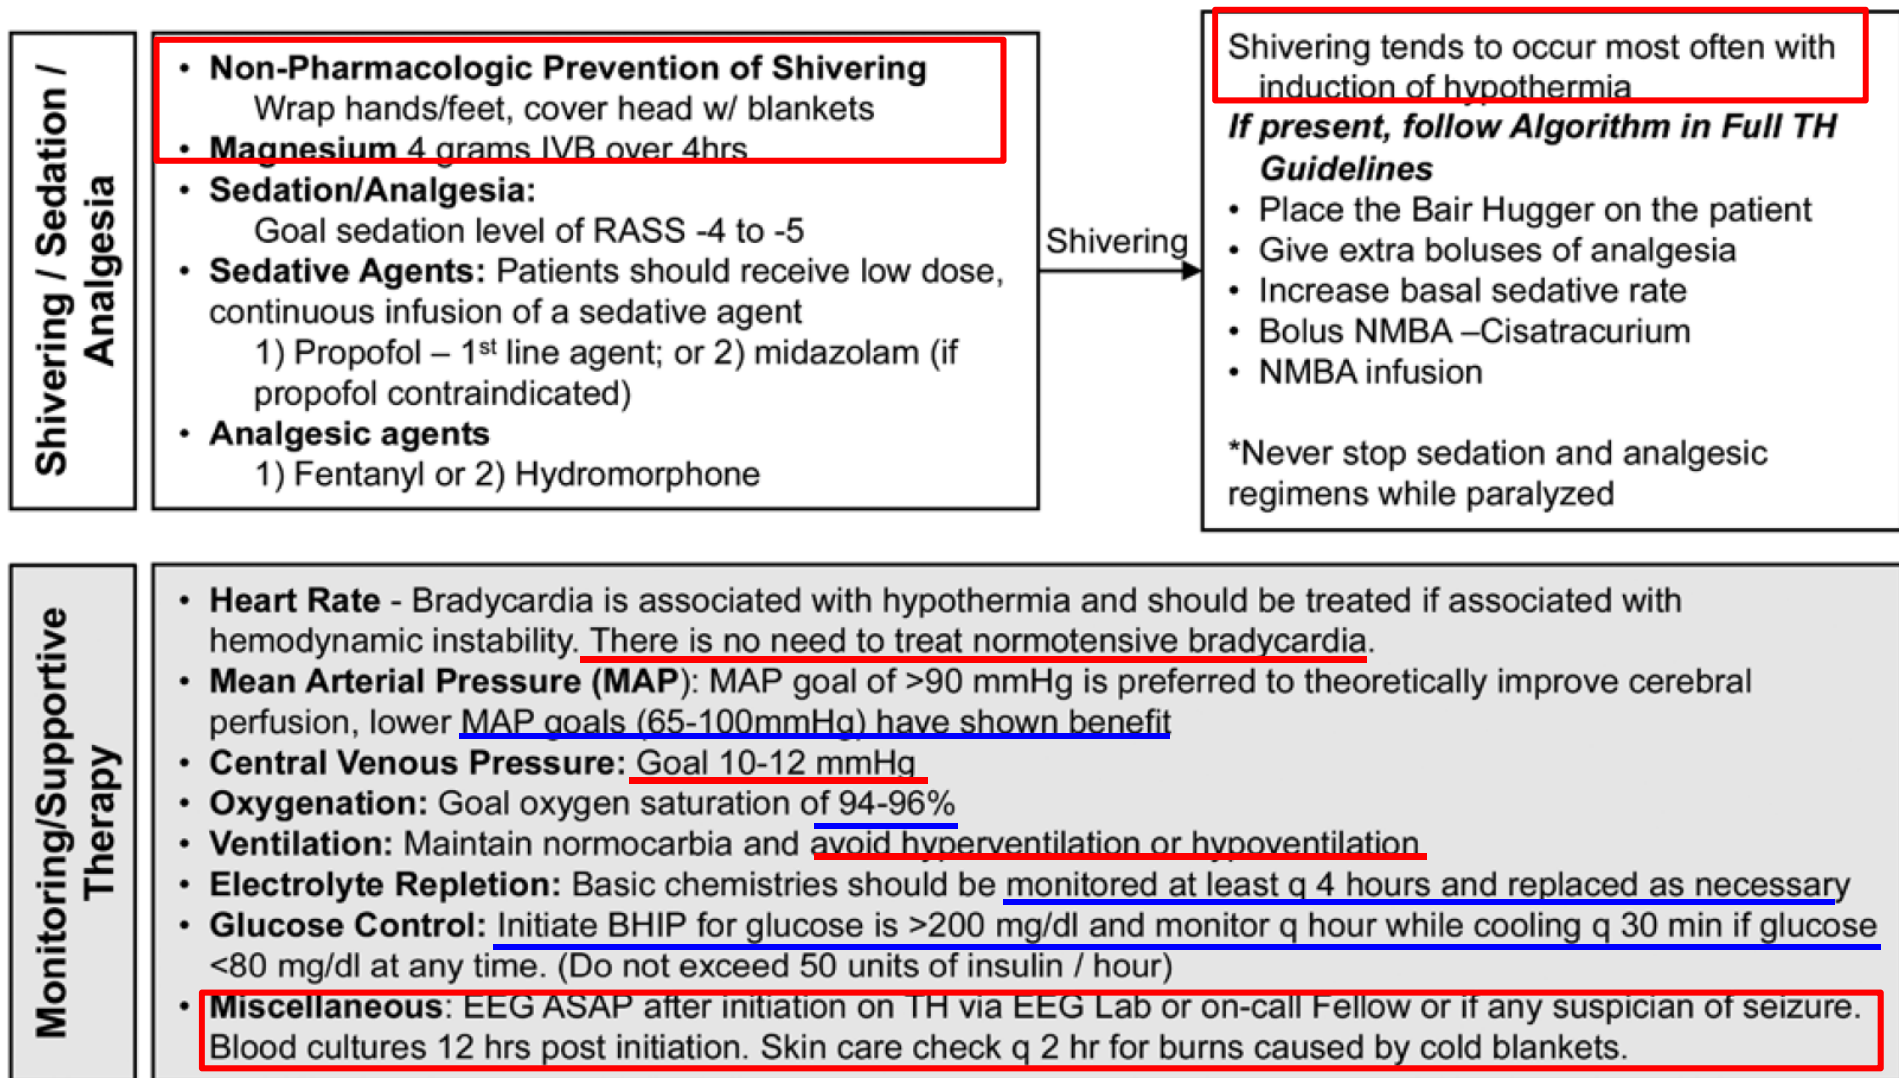 Shivering / Sedation /
Analgesia
• Non-Pharmacologic Prevention of Shivering
Wrap hands/feet, cover head w/ blankets
• Magnesium 4 grams IVB over 4hrs
• Sedation/Analgesia:
Goal sedation level of RASS -4 to -5
• Sedative Agents: Patients should receive low dose,
continuous infusion of a sedative agent
1) Propofol – 1st line agent; or 2) midazolam (if
propofol contraindicated)
• Analgesic agents
1) Fentanyl or 2) Hydromorphone
Shivering
Shivering tends to occur most often with
induction of hypothermia
If present, follow Algorithm in Full TH
Guidelines
• Place the Bair Hugger on the patient
• Give extra boluses of analgesia
• Increase basal sedative rate
• Bolus NMBA –Cisatracurium
• NMBA infusion
*Never stop sedation and analgesic
regimens while paralyzed
Monitoring/Supportive
Therapy
• Heart Rate - Bradycardia is associated with hypothermia and should be treated if associated with
hemodynamic instability. There is no need to treat normotensive bradycardia.
• Mean Arterial Pressure (MAP): MAP goal of >90 mmHg is preferred to theoretically improve cerebral
perfusion, lower MAP goals (65-100mmHg) have shown benefit
• Central Venous Pressure: Goal 10-12 mmHg
• Oxygenation: Goal oxygen saturation of 94-96%
• Ventilation: Maintain normocarbia and avoid hyperventilation or hypoventilation
• Electrolyte Repletion: Basic chemistries should be monitored at least q 4 hours and replaced as necessary
• Glucose Control: Initiate BHIP for glucose is >200 mg/dl and monitor q hour while cooling q 30 min if glucose
<80 mg/dl at any time. (Do not exceed 50 units of insulin / hour)
• Miscellaneous: EEG ASAP after initiation on TH via EEG Lab or on-call Fellow or if any suspician of seizure.
Blood cultures 12 hrs post initiation. Skin care check q 2 hr for burns caused by cold blankets.